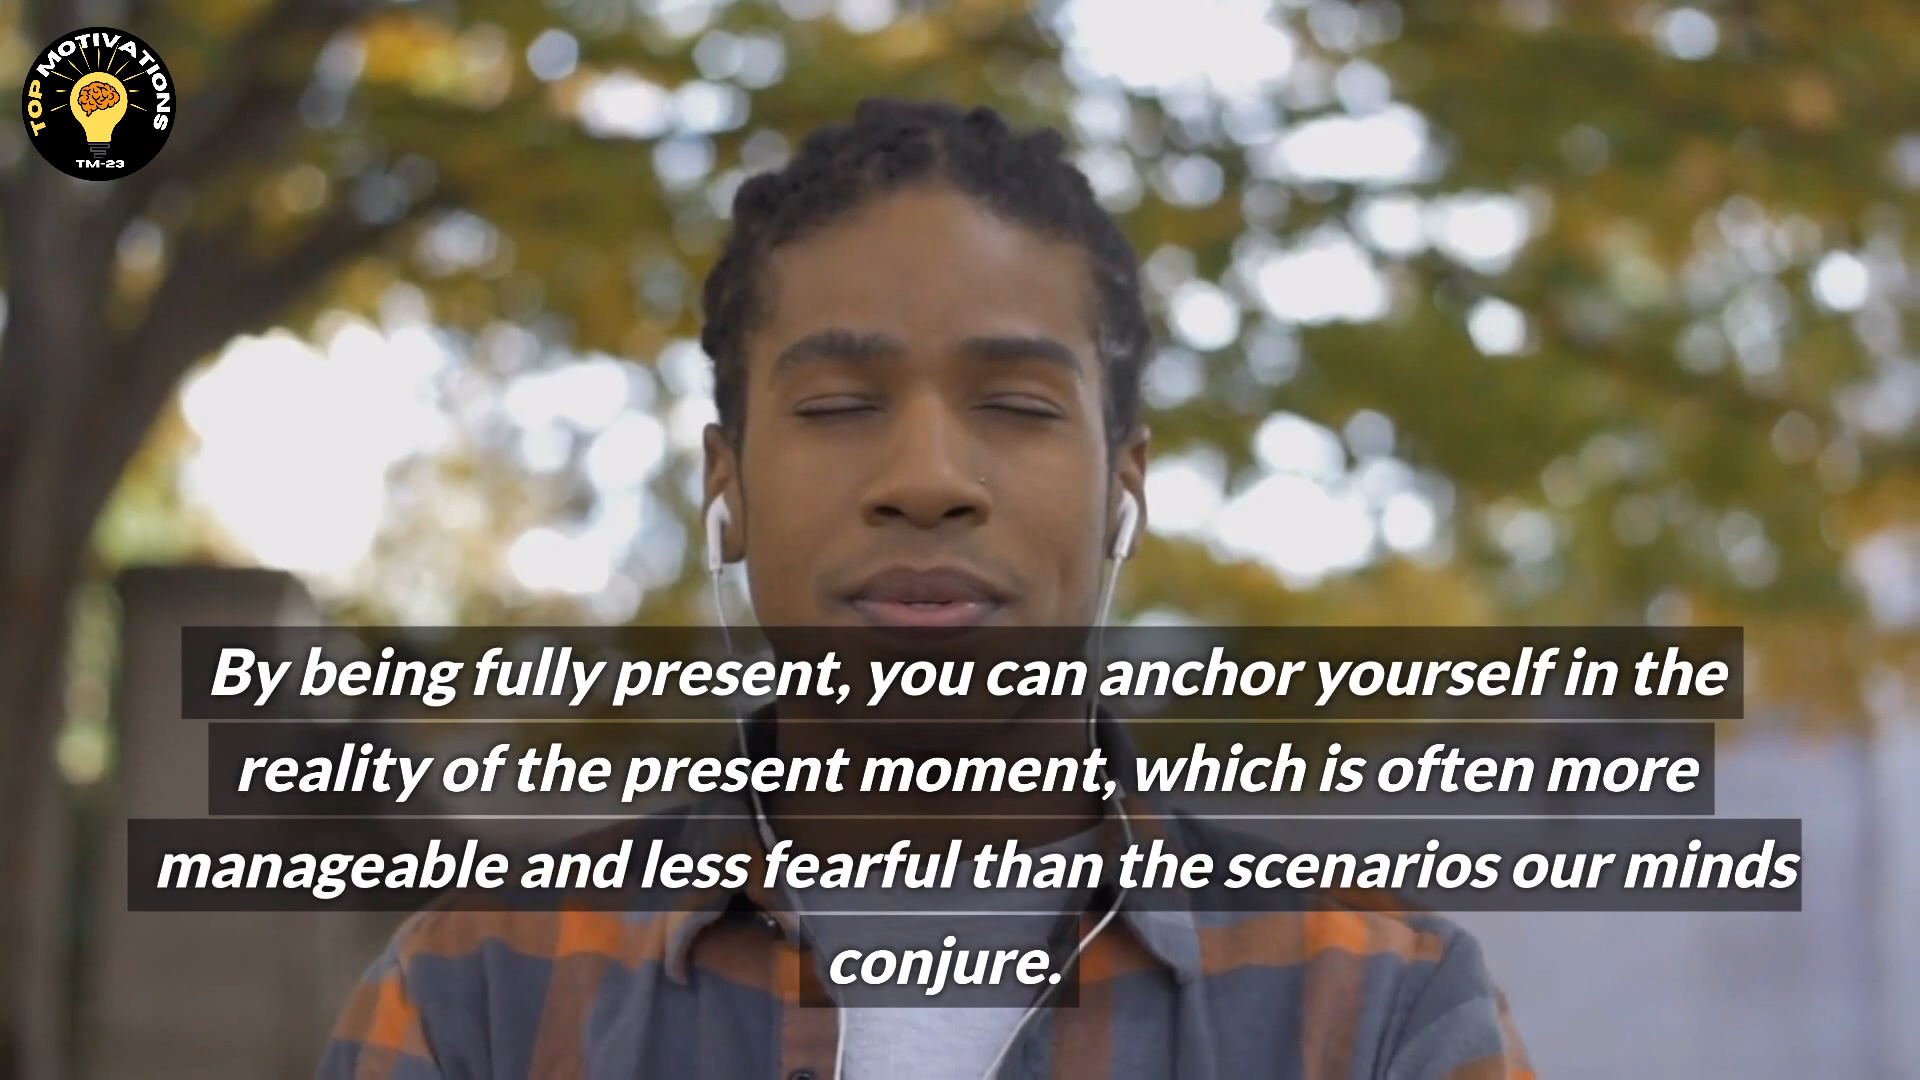 TOP MOTIVATIONS
TM-23
By being fully present, you can anchor yourself in the
reality of the present moment, which is often more
manageable and less fearful than the scenarios our minds
conjure.